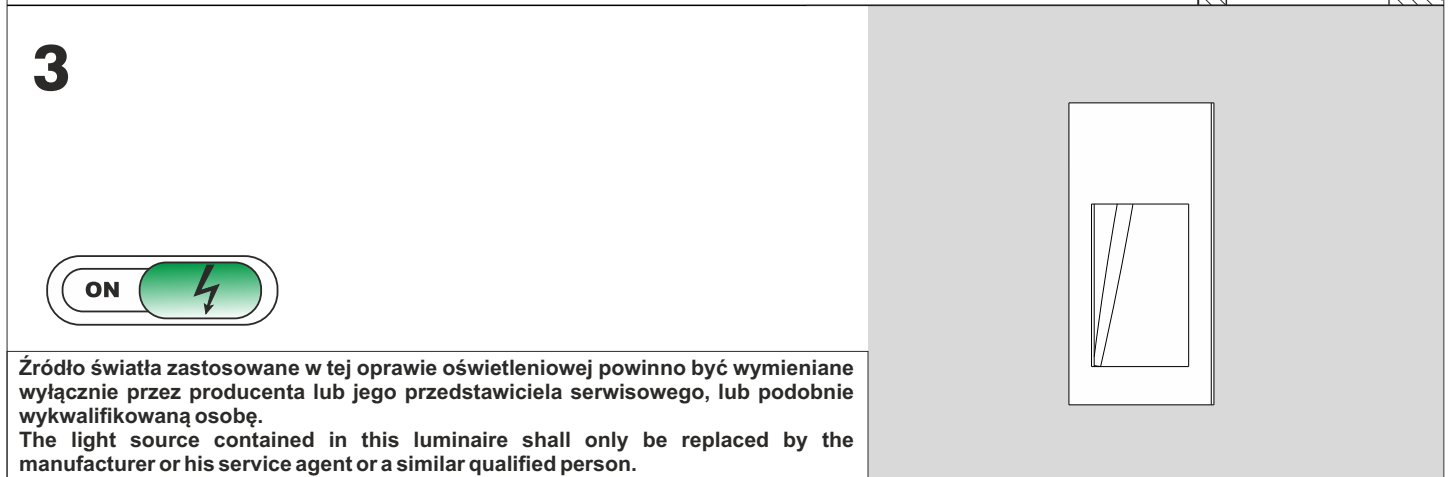 3
ON
Źródło światła zastosowane w tej oprawie oświetleniowej powinno być wymieniane
wyłącznie przez producenta lub jego przedstawiciela serwisowego, lub podobnie
wykwalifikowaną osobę.
The light source contained in this luminaire shall only be replaced by the
manufacturer or his service agent or a similar qualified person.